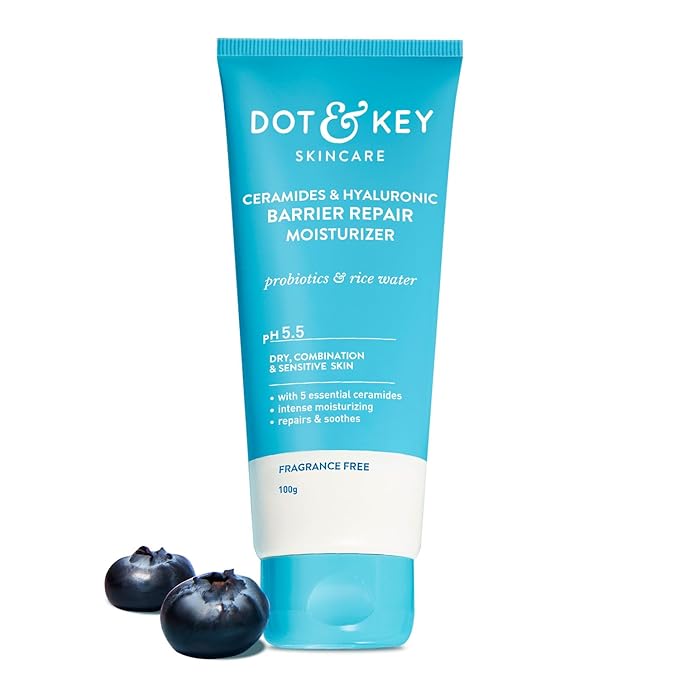 DOT & KEY
SKINCARE
CERAMIDES & HYALURONIC
BARRIER REPAIR
MOISTURIZER
probiotics & rice water
pH 5.5
DRY, COMBINATION
& SENSITIVE SKIN
• with 5 essential ceramides
• intense moisturizing
• repairs & soothes
FRAGRANCE FREE
100g